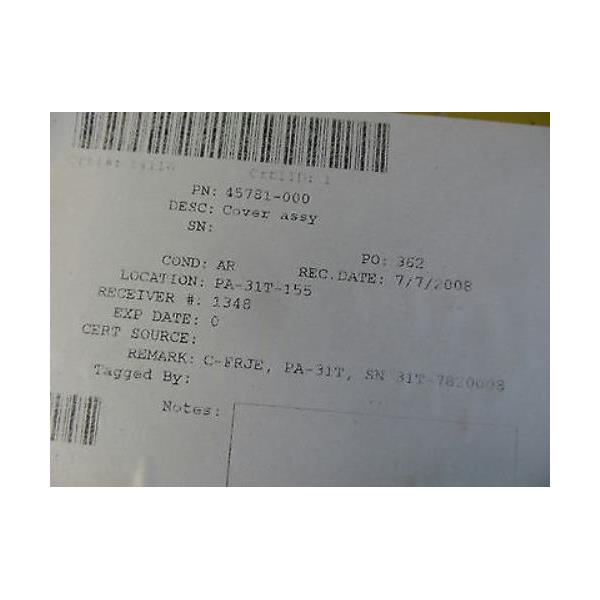 PN: 45781-000
DESC: Cover assy
SN:
COND: AR PO: 362
LOCATION: PA-31T-155 REC.DATE: 7/7/2008
RECEIVER #: 1348
EXP DATE: 0
CERT SOURCE:
REMARK: C-FRJE, PA-31T, SN 31T-7820008
Tagged By:
Notes: